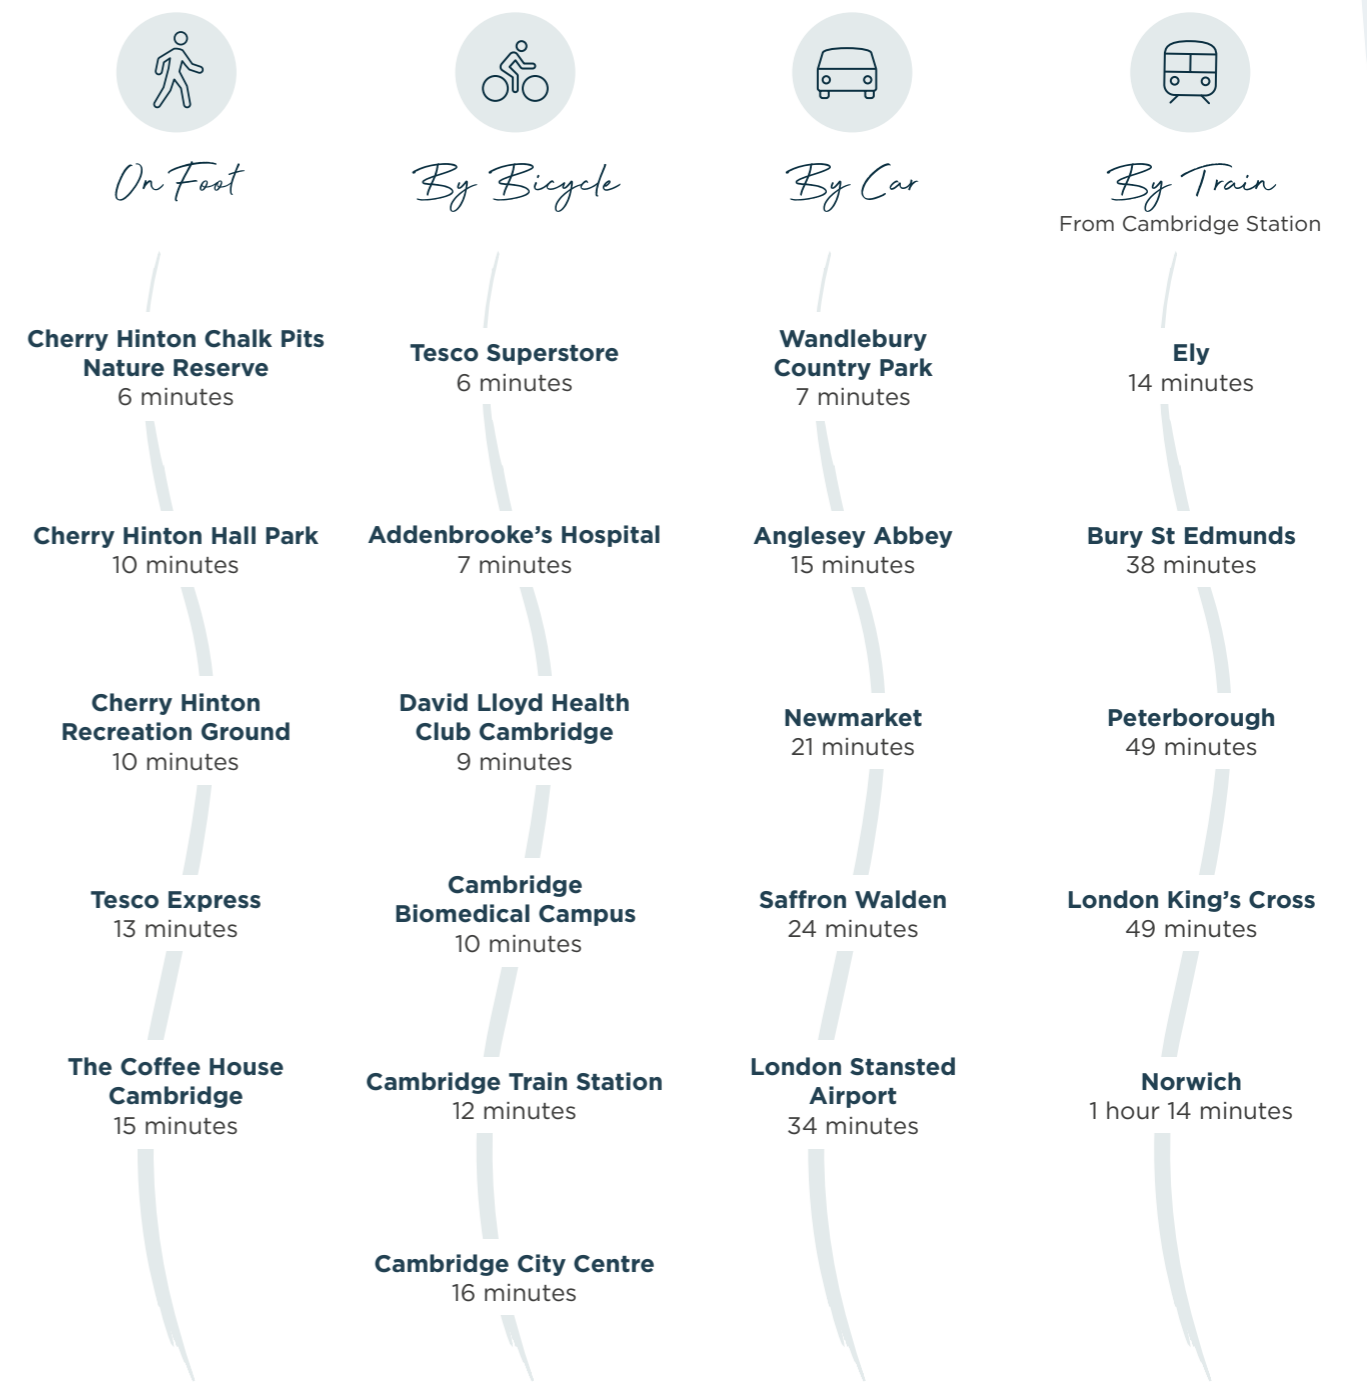 On Foot
Cherry Hinton Chalk Pits
Nature Reserve
6 minutes
Cherry Hinton Hall Park
10 minutes
Cherry Hinton
Recreation Ground
10 minutes
Tesco Express
13 minutes
The Coffee House
Cambridge
15 minutes
By Bicycle
Tesco Superstore
6 minutes
Addenbrooke’s Hospital
7 minutes
David Lloyd Health
Club Cambridge
9 minutes
Cambridge
Biomedical Campus
10 minutes
Cambridge Train Station
12 minutes
Cambridge City Centre
16 minutes
By Car
Wandlebury
Country Park
7 minutes
Anglesey Abbey
15 minutes
Newmarket
21 minutes
Saffron Walden
24 minutes
London Stansted
Airport
34 minutes
By Train
From Cambridge Station
Ely
14 minutes
Bury St Edmunds
38 minutes
Peterborough
49 minutes
London King’s Cross
49 minutes
Norwich
1 hour 14 minutes